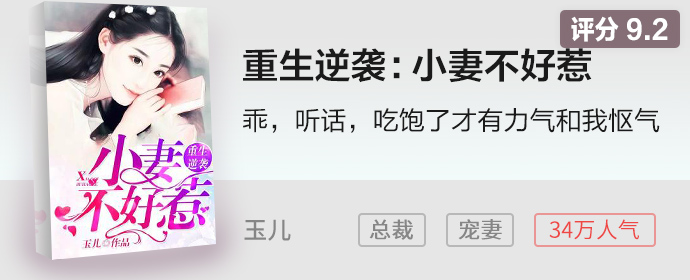 评分 9.2
重生逆袭：小妻不好惹
乖，听话，吃饱了才有力气和我怄气
玉儿
总裁
宠妻
34万人气
小妻
重生
逆袭
不好惹
玉儿 作品